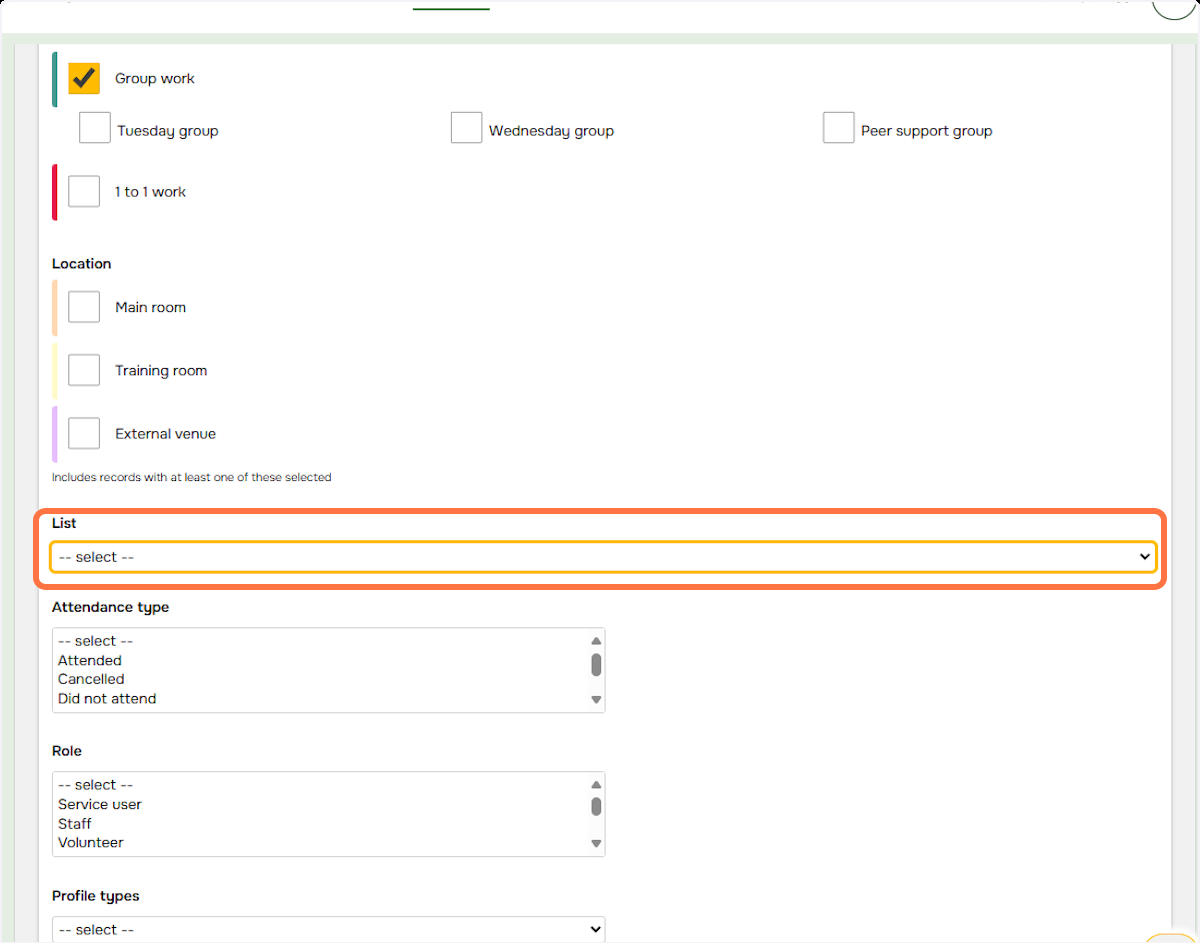 Group work
Tuesday group Wednesday group Peer support group
1 to 1 work
Location
Main room
Training room
External venue
Includes records with at least one of these selected
List
-- select --
Attendance type
-- select --
Attended
Cancelled
Did not attend
Role
-- select --
Service user
Staff
Volunteer
Profile types
-- select --